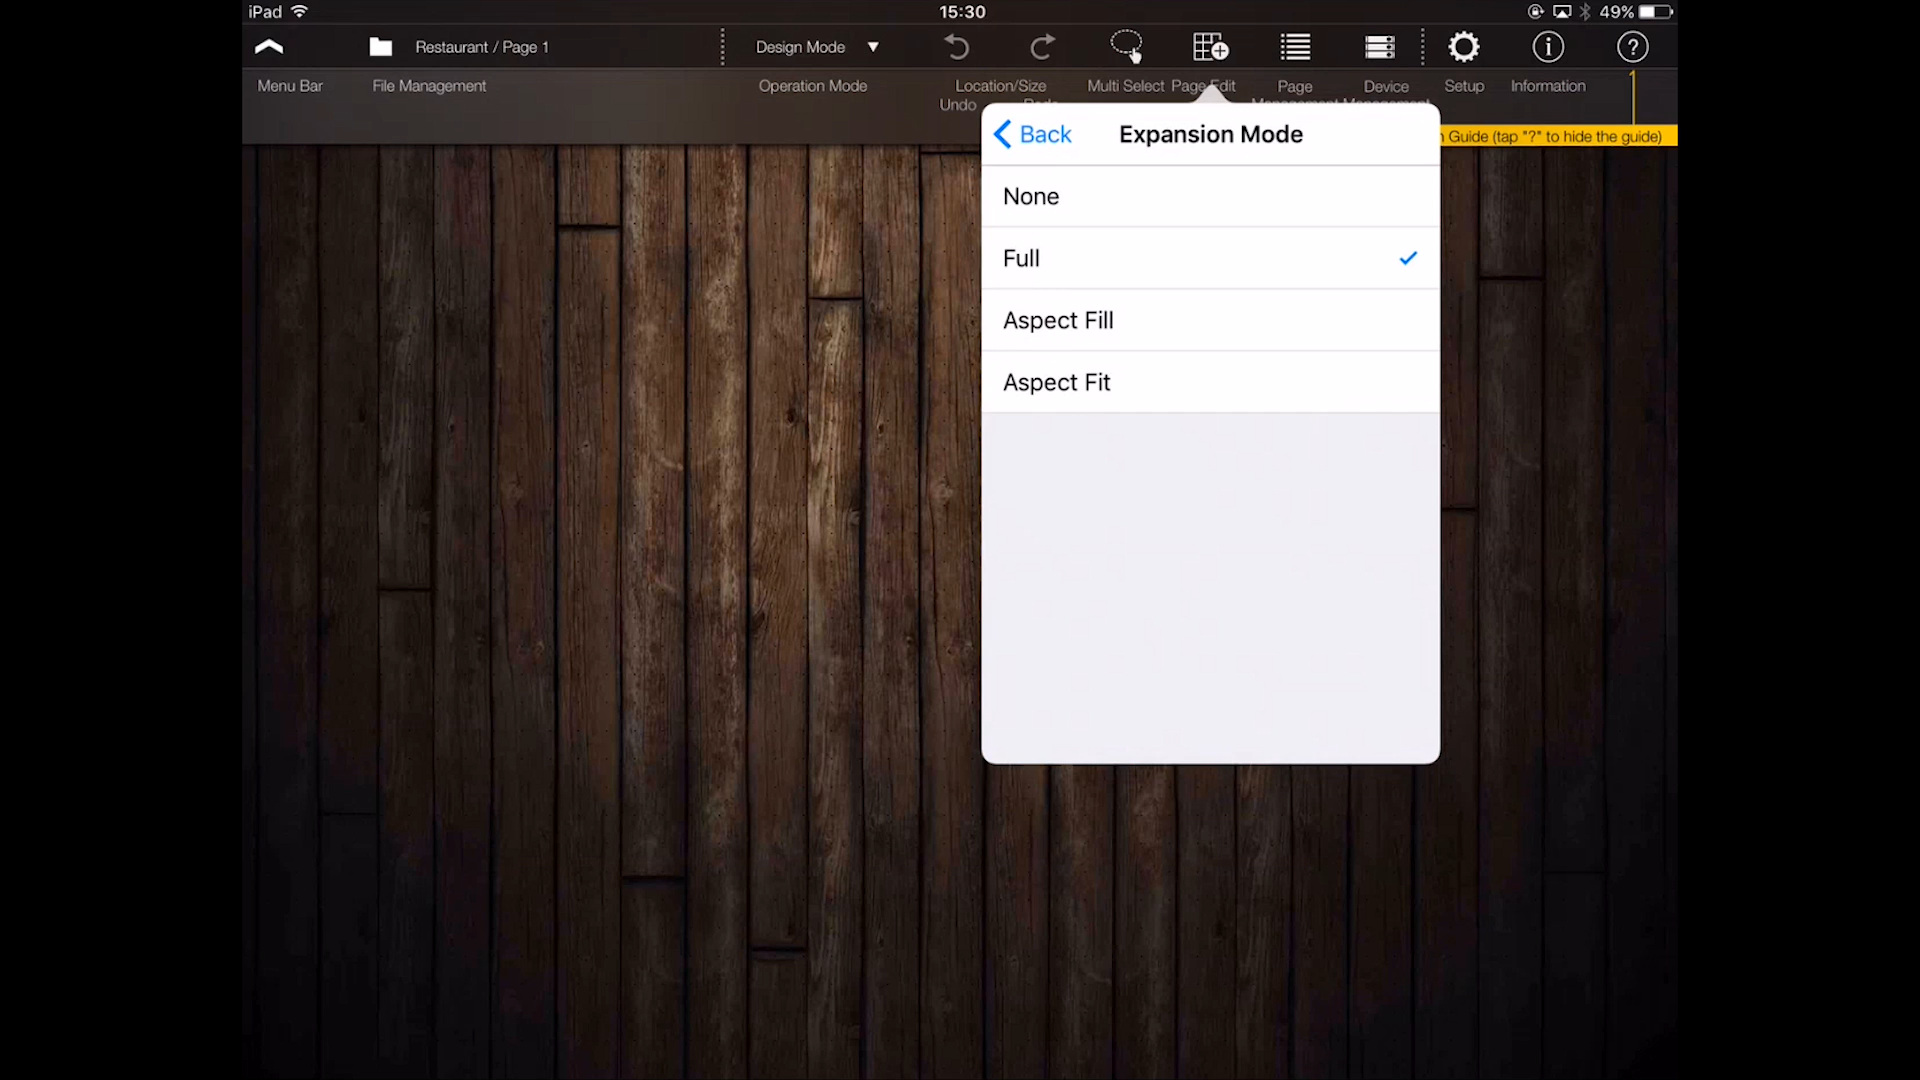 iPad 15:30 49%
Restaurant / Page 1 Design Mode ▼
Menu Bar File Management Operation Mode Location/Size Multi Select Page Edit Page Device Setup Information
Undo
Guide (tap "?" to hide the guide)
Back Expansion Mode
None
Full
Aspect Fill
Aspect Fit